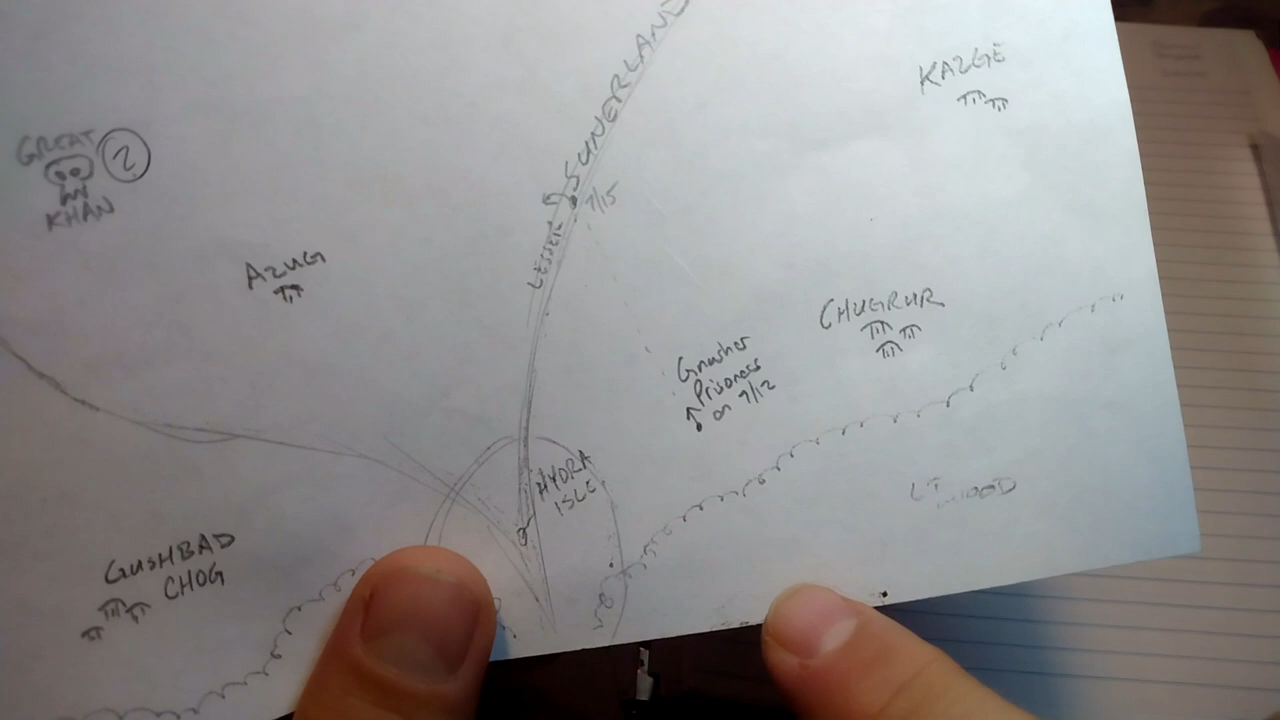 KAZGE
GREAT
2
KHAN
LESSER SUNERLAND
7/15
AZUG
CHUGRUR
Gnasher
Prisoners
on 7/12
HYDRA
ISLE
LT WOOD
GUSHBAD
CHOG